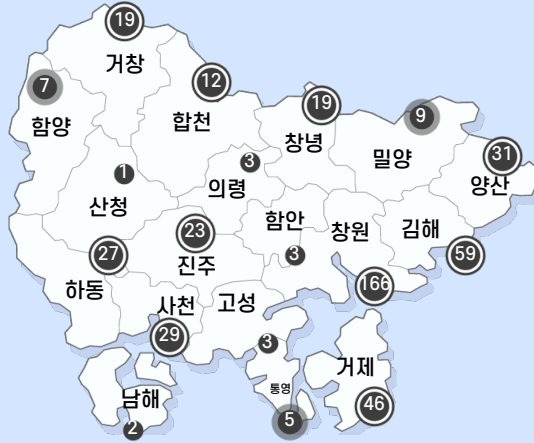 19
거창
7
함양
12
합천
19
창녕
9
밀양
31
양산
1
산청
3
의령
함안
3
창원
166
김해
59
27
하동
23
진주
사천
29
고성
3
통영
5
거제
46
남해
2